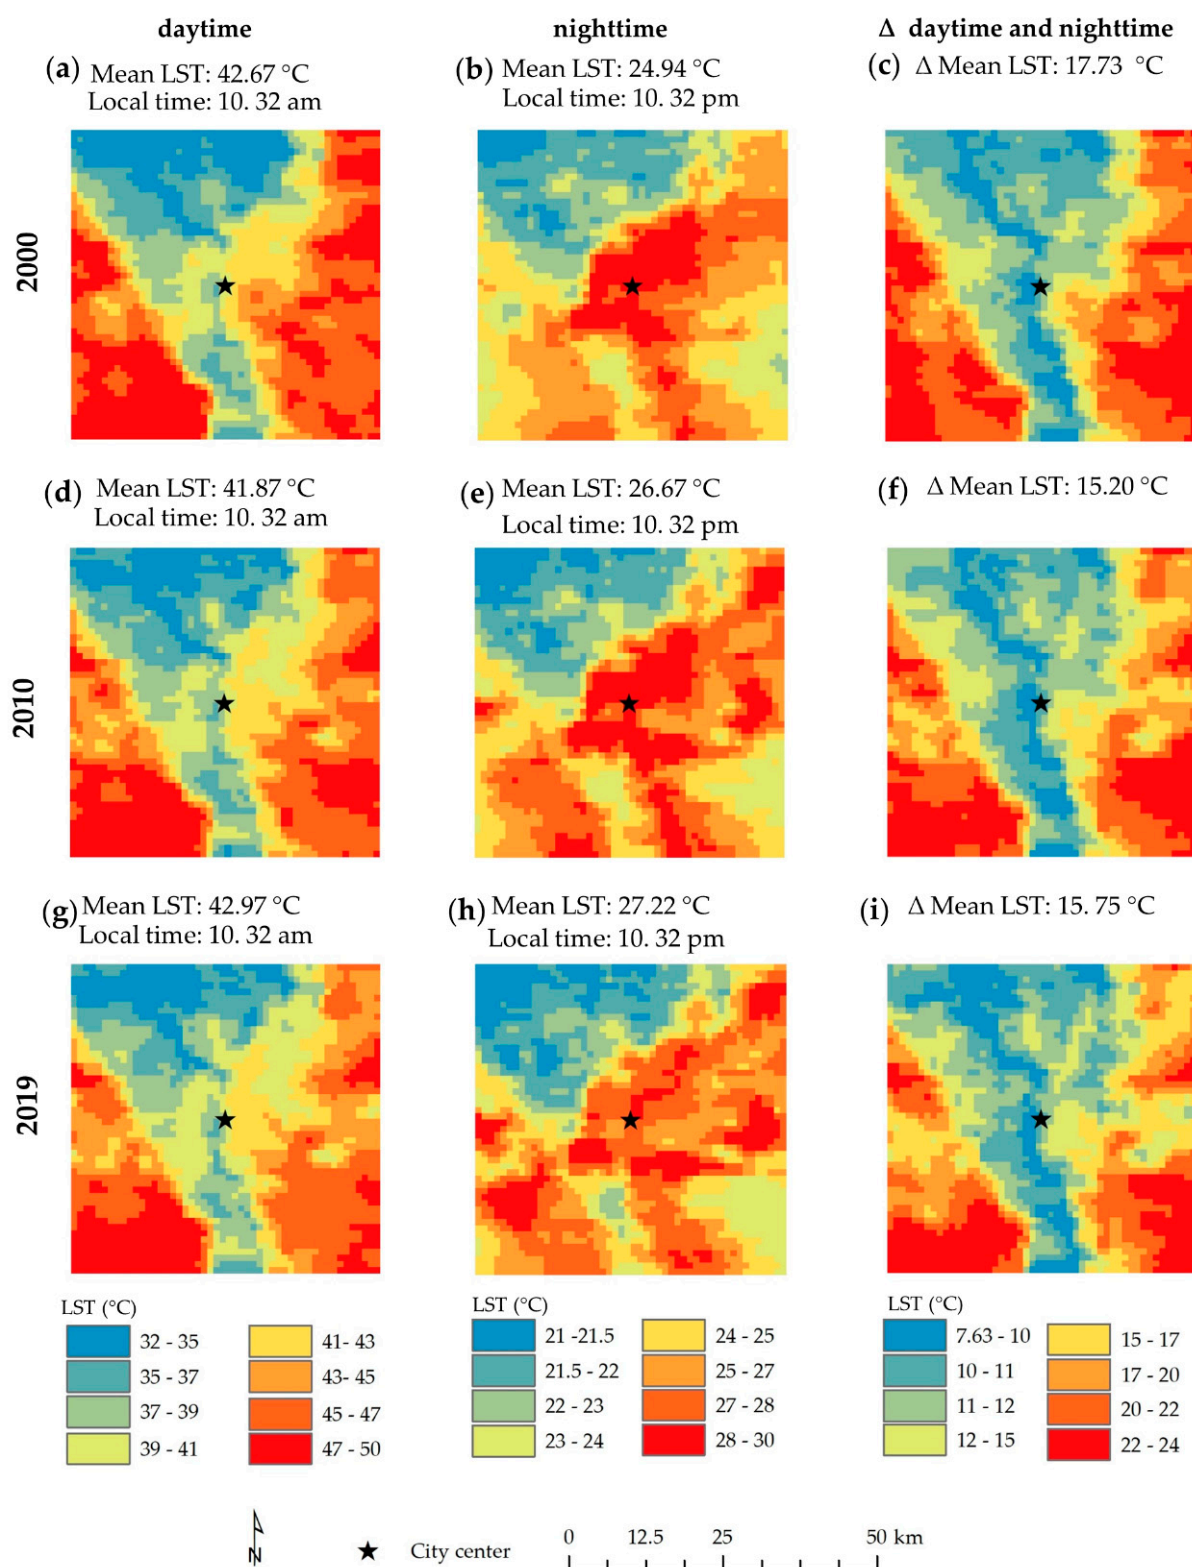 daytime
nighttime
Δ daytime and nighttime
(a) Mean LST: 42.67 °C
Local time: 10. 32 am
(b) Mean LST: 24.94 °C
Local time: 10. 32 pm
(c) Δ Mean LST: 17.73 °C
2000
(d) Mean LST: 41.87 °C
Local time: 10. 32 am
(e) Mean LST: 26.67 °C
Local time: 10. 32 pm
(f) Δ Mean LST: 15.20 °C
2010
(g) Mean LST: 42.97 °C
Local time: 10. 32 am
(h) Mean LST: 27.22 °C
Local time: 10. 32 pm
(i) Δ Mean LST: 15. 75 °C
2019
LST (°C)
32 - 35
35 - 37
37 - 39
39 - 41
41- 43
43- 45
45 - 47
47 - 50
LST (°C)
21 -21.5
21.5 - 22
22 - 23
23 - 24
24 - 25
25 - 27
27 - 28
28 - 30
LST (°C)
7.63 - 10
10 - 11
11 - 12
12 - 15
15 - 17
17 - 20
20 - 22
22 - 24
N
City center
0 12.5 25 50 km